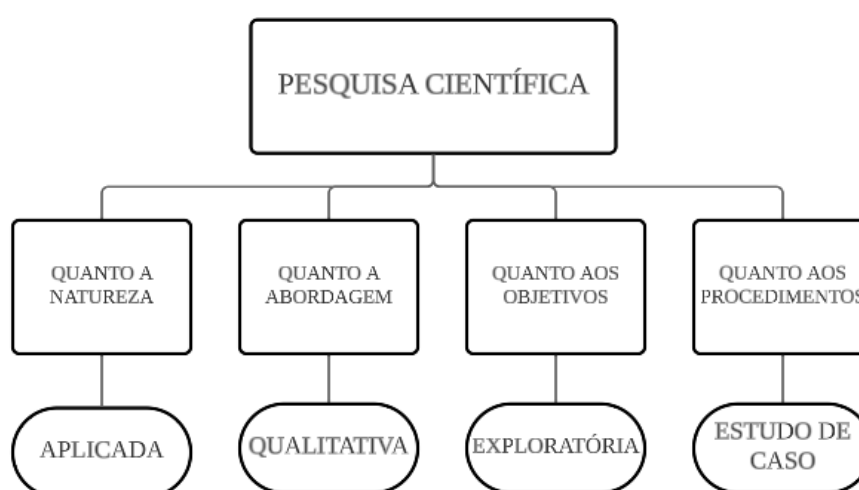 PESQUISA CIENTÍFICA
QUANTO A
NATUREZA
QUANTO A
ABORDAGEM
QUANTO AOS
OBJETIVOS
QUANTO AOS
PROCEDIMENTOS
APLICADA
QUALITATIVA
EXPLORATÓRIA
ESTUDO DE
CASO